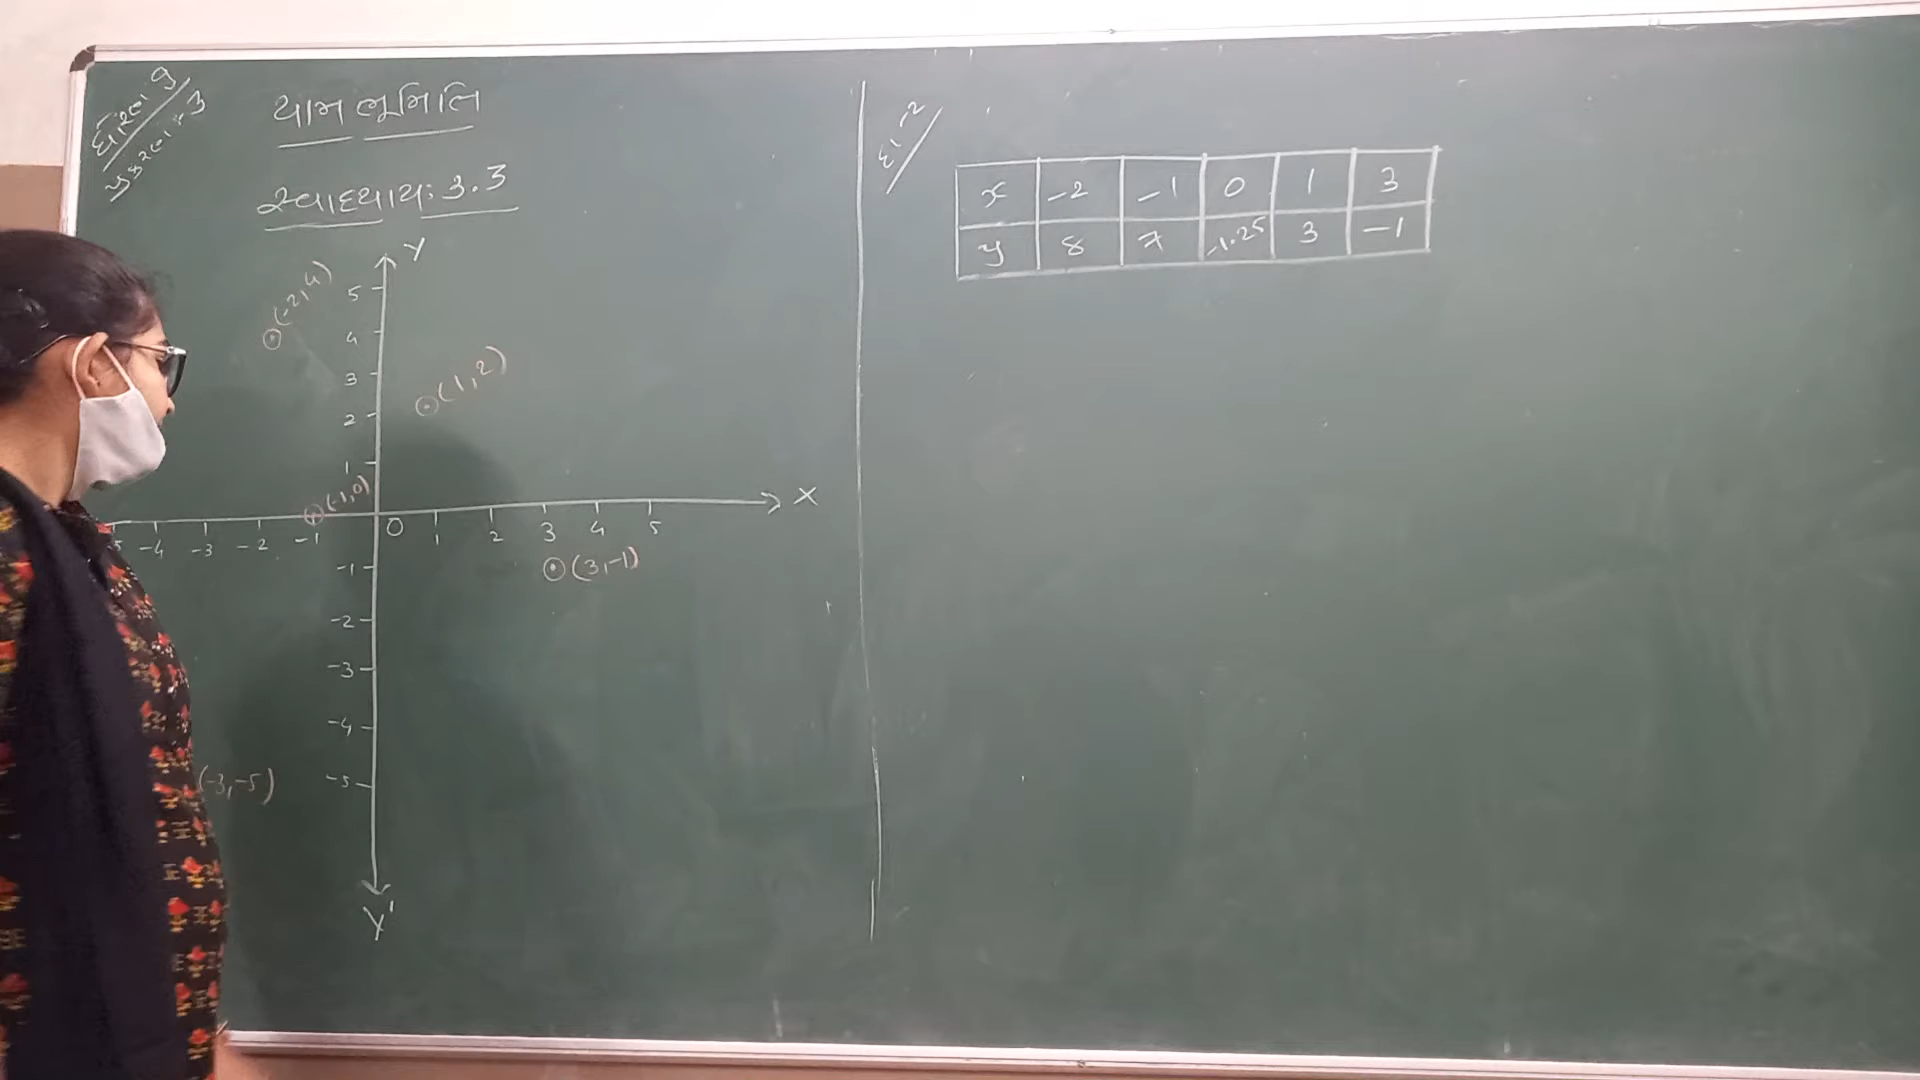 ધોરણ 9
પ્રકરણ 3
યામ ભૂમિતિ
સ્વાધ્યાય: 3.3
Y
5
(-2,4)
4
3
(1,2)
2
1
(-1,0)
X
-5 -4 -3 -2 -1 0 1 2 3 4 5
-1
(3,-1)
-2
-3
-4
(-3,-5)
-5
Y'
દા-2
x -2 -1 0 1 3
y 8 7 -1.25 3 -1